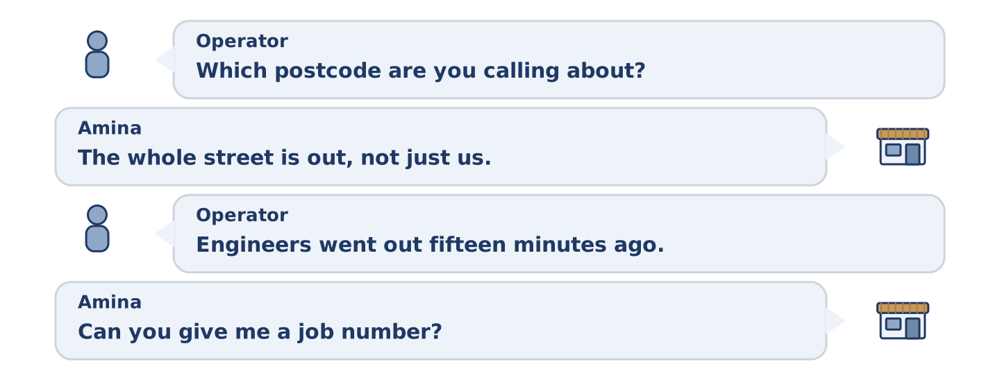 Operator
Which postcode are you calling about?
Amina
The whole street is out, not just us.
Operator
Engineers went out fifteen minutes ago.
Amina
Can you give me a job number?